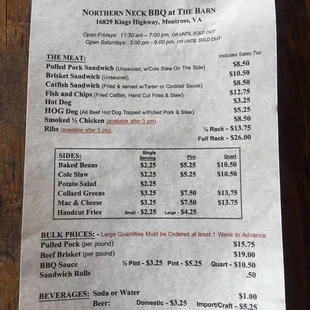 NORTHERN NECK BBQ AT THE BARN
16829 Kings Highway, Montross, VA
Open Fridays: 11:30 am - 7:00 pm, OR UNTIL SOLD OUT
Open Saturdays: 3:00 pm - 9:00 pm, OR UNTIL SOLD OUT
THE MEAT: Includes Sales Tax
Pulled Pork Sandwich (Unsauced, w/Cole Slaw On The Side) $8.50
Brisket Sandwich (Unsauced) $10.50
Catfish Sandwich (Fried & served w/Tarter or Cocktail Sauce) $8.50
Fish and Chips (Fried Catfish, Hand Cut Fries & Slaw) $12.75
Hot Dog $3.25
HOG Dog (All Beef Hot Dog Topped w/Pulled Pork & Slaw) $5.25
Smoked ½ Chicken (available after 3 pm) $8.50
Ribs (available after 3 pm) ½ Rack - $13.75
Full Rack - $26.00
SIDES: Single Serving Pint Quart
Baked Beans $2.25 $5.25 $10.50
Cole Slaw $2.25 $5.25 $10.50
Potato Salad $2.25
Collard Greens $3.25 $7.50 $13.75
Mac & Cheese $3.25 $7.50 $13.75
Handcut Fries Small - $2.25 Large - $4.25
BULK PRICES: - Large Quantities Must be Ordered at least 1 Week in Advance
Pulled Pork (per pound) $15.75
Beef Brisket (per pound) $19.00
BBQ Sauce ½ Pint - $3.25 Pint - $5.25 Quart - $10.50
Sandwich Rolls .50
BEVERAGES: Soda or Water $1.00
Beer: Domestic - $3.25 Import/Craft - $5.25